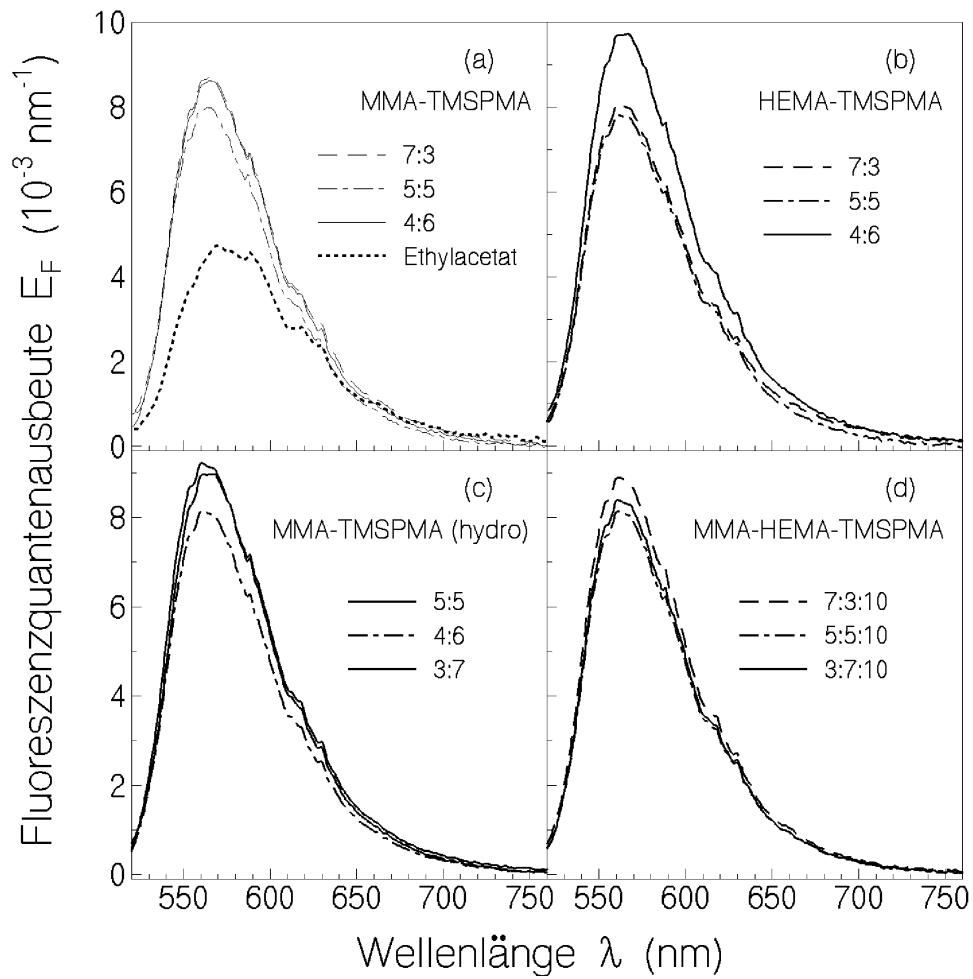 Fluoreszenzquantenausbeute E_F (10⁻³ nm⁻¹)
10
8
6
4
2
0
(a)
MMA-TMSPMA
7:3
5:5
4:6
Ethylacetat
(b)
HEMA-TMSPMA
7:3
5:5
4:6
8
6
4
2
0
(c)
MMA-TMSPMA (hydro)
5:5
4:6
3:7
(d)
MMA-HEMA-TMSPMA
7:3:10
5:5:10
3:7:10
550 600 650 700 550 600 650 700 750
Wellenlänge λ (nm)